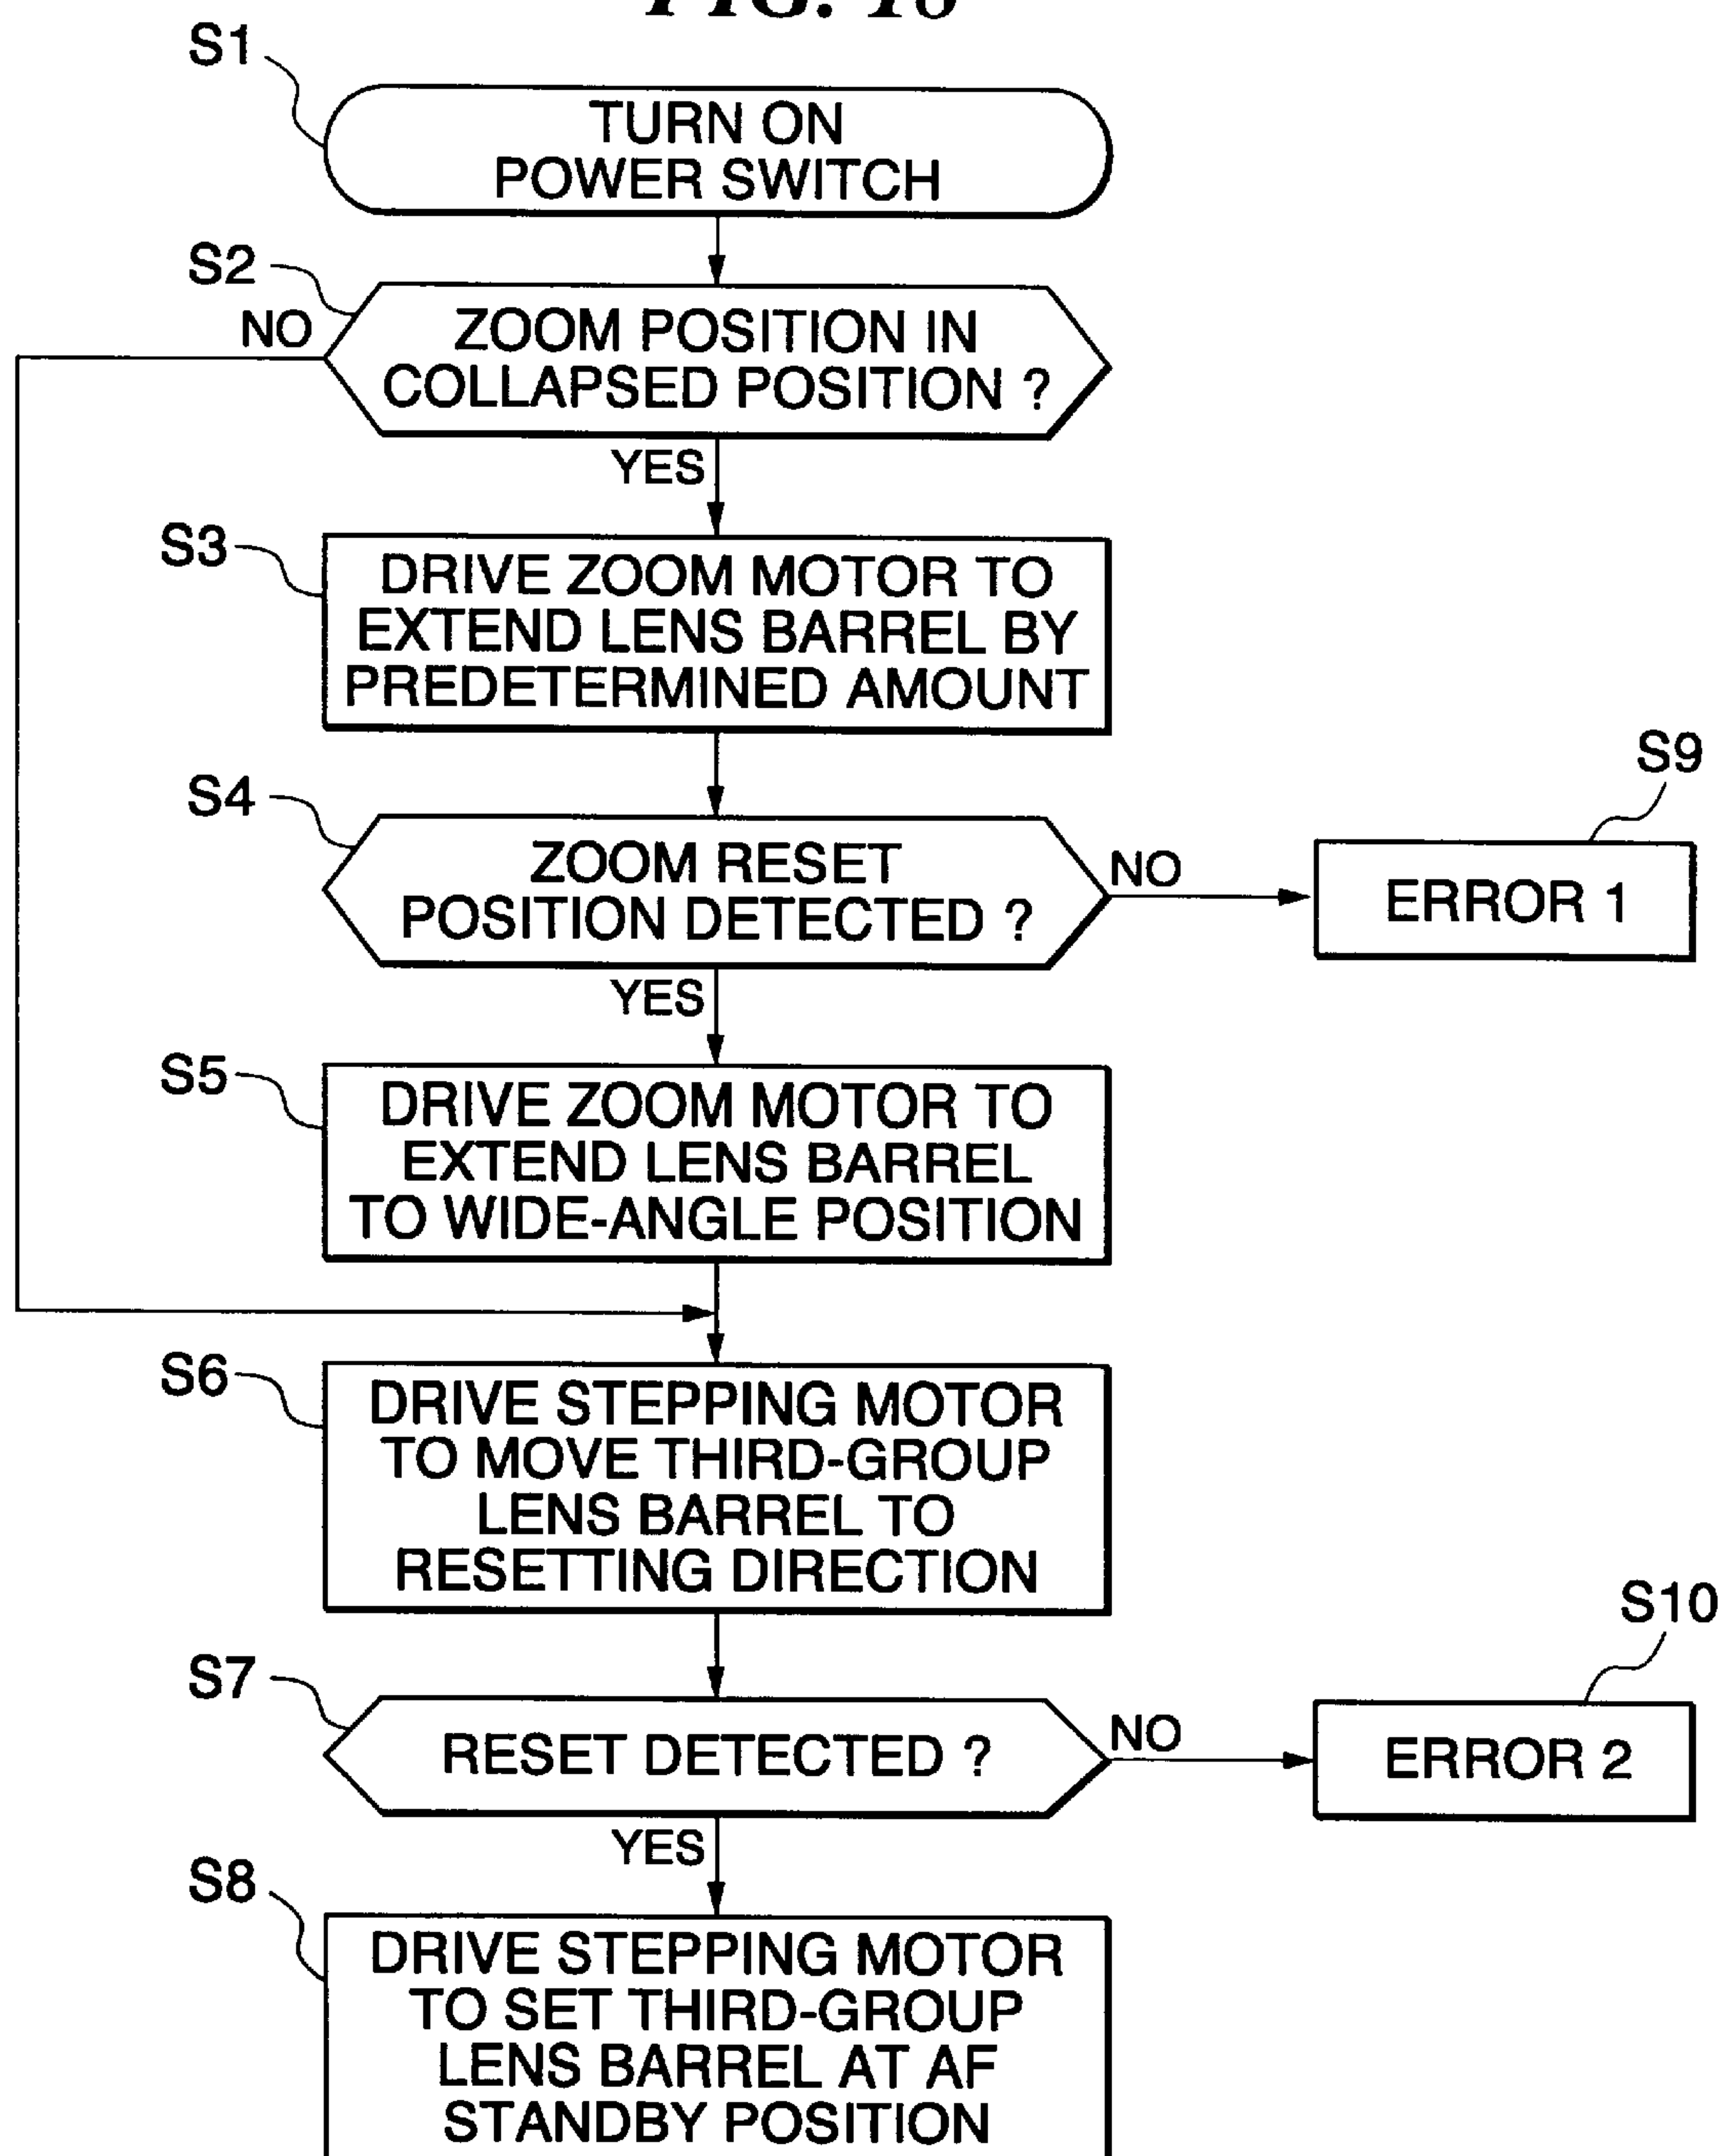 FIG. 18
S1
TURN ON
POWER SWITCH
S2
NO
ZOOM POSITION IN
COLLAPSED POSITION ?
YES
S3
DRIVE ZOOM MOTOR TO
EXTEND LENS BARREL BY
PREDETERMINED AMOUNT
S4
ZOOM RESET
POSITION DETECTED ?
NO
S9
ERROR 1
YES
S5
DRIVE ZOOM MOTOR TO
EXTEND LENS BARREL
TO WIDE-ANGLE POSITION
S6
DRIVE STEPPING MOTOR
TO MOVE THIRD-GROUP
LENS BARREL TO
RESETTING DIRECTION
S7
RESET DETECTED ?
NO
S10
ERROR 2
YES
S8
DRIVE STEPPING MOTOR
TO SET THIRD-GROUP
LENS BARREL AT AF
STANDBY POSITION